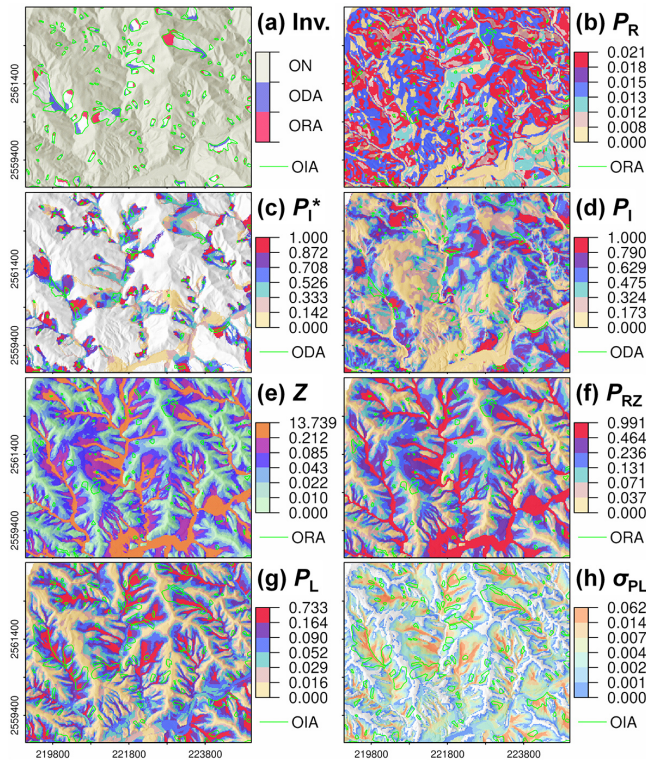 (a) Inv.
ON
ODA
ORA
OIA
2561400
2559400
(b) P_R
0.021
0.018
0.015
0.013
0.012
0.008
0.000
ORA
(c) P_I*
1.000
0.872
0.708
0.526
0.333
0.142
0.000
ODA
2561400
2559400
(d) P_I
1.000
0.790
0.629
0.475
0.324
0.173
0.000
ODA
(e) Z
13.739
0.212
0.085
0.043
0.022
0.010
0.000
ORA
2561400
2559400
(f) P_RZ
0.991
0.464
0.236
0.131
0.071
0.037
0.000
ORA
(g) P_L
0.733
0.164
0.090
0.052
0.029
0.016
0.000
OIA
2561400
2559400
219800 221800 223800
(h) σ_PL
0.062
0.014
0.007
0.004
0.002
0.001
0.000
OIA
219800 221800 223800